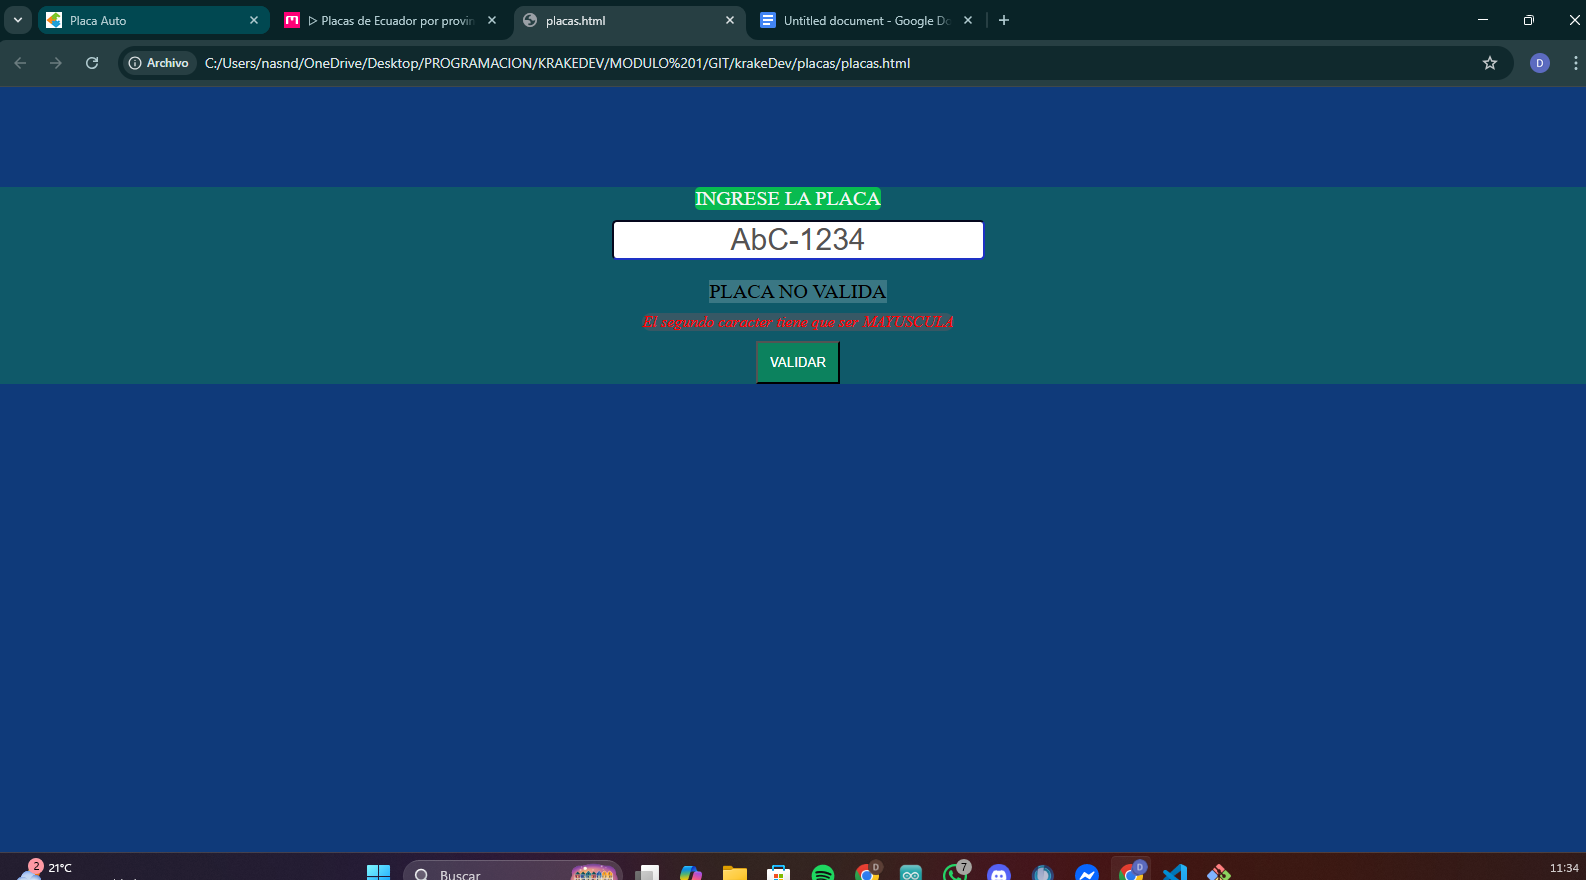 Placa Auto
▷ Placas de Ecuador por provin
placas.html
Untitled document - Google Do
Archivo
C:/Users/nasnd/OneDrive/Desktop/PROGRAMACION/KRAKEDEV/MODULO%201/GIT/krakeDev/placas/placas.html
D
INGRESE LA PLACA
AbC-1234
PLACA NO VALIDA
El segundo caracter tiene que ser MAYUSCULA
VALIDAR
2
21°C
Buscar
D
7
D
11:34